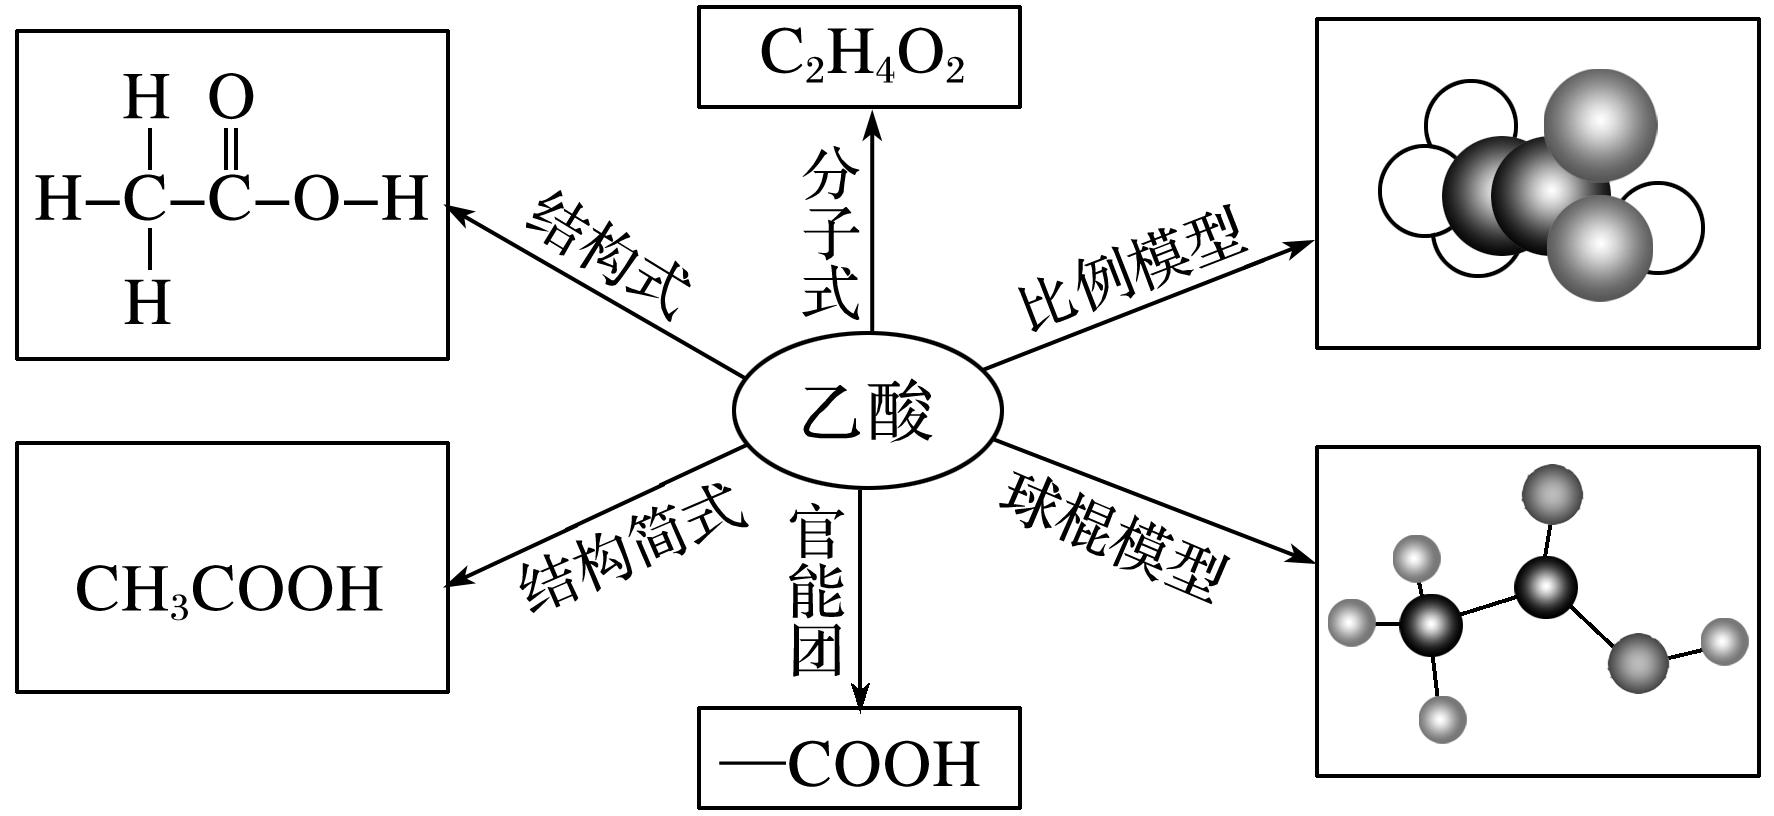 C₂H₄O₂
H O
H–C–C–O–H
H
分子式
结构式
比例模型
乙酸
结构简式
官能团
球棍模型
CH₃COOH
—COOH